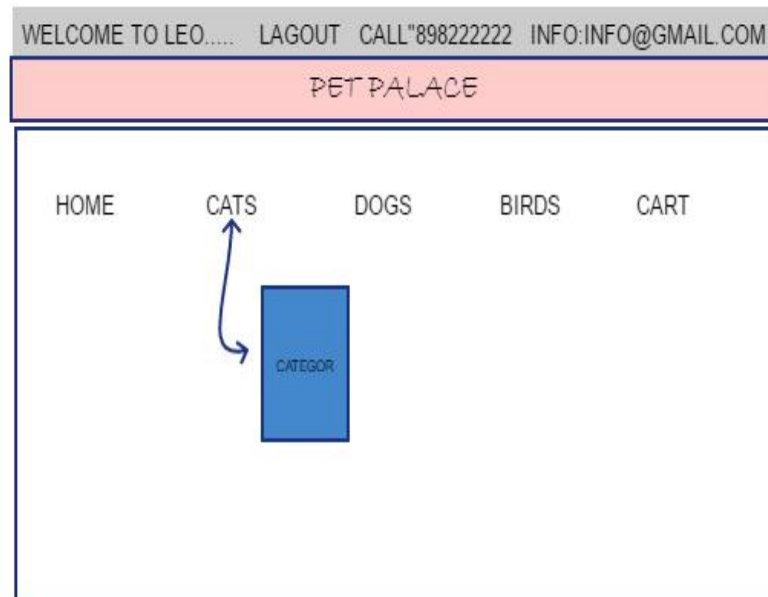 WELCOME TO LEO..... LAGOUT CALL"898222222 INFO:INFO@GMAIL.COM
PET PALACE
HOME CATS DOGS BIRDS CART
CATEGOR